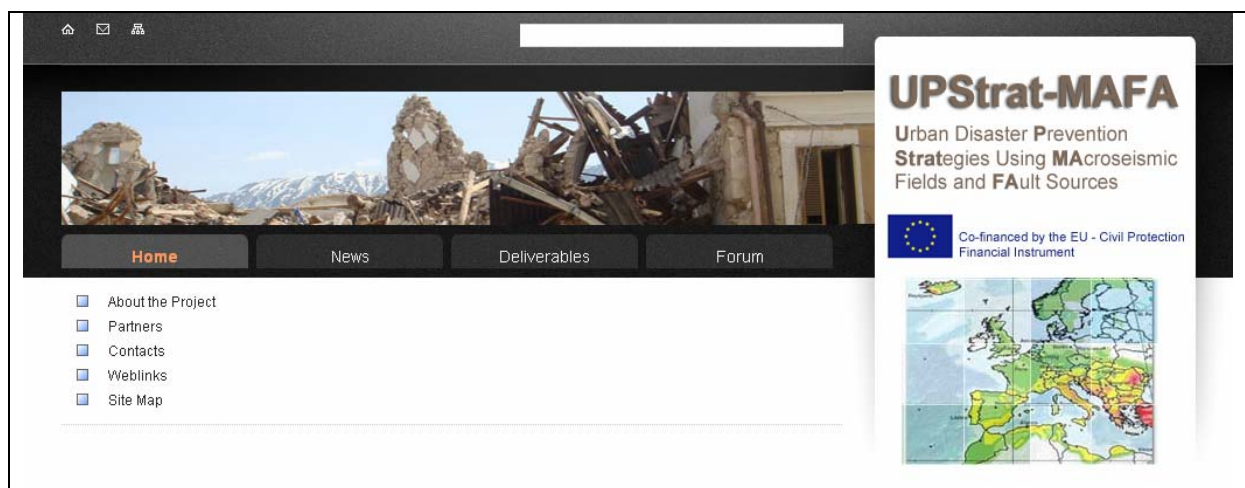 UPStrat-MAFA
Urban Disaster Prevention
Strategies Using MAcroseismic
Fields and FAult Sources
Co-financed by the EU - Civil Protection
Financial Instrument
Home
News
Deliverables
Forum
About the Project
Partners
Contacts
Weblinks
Site Map